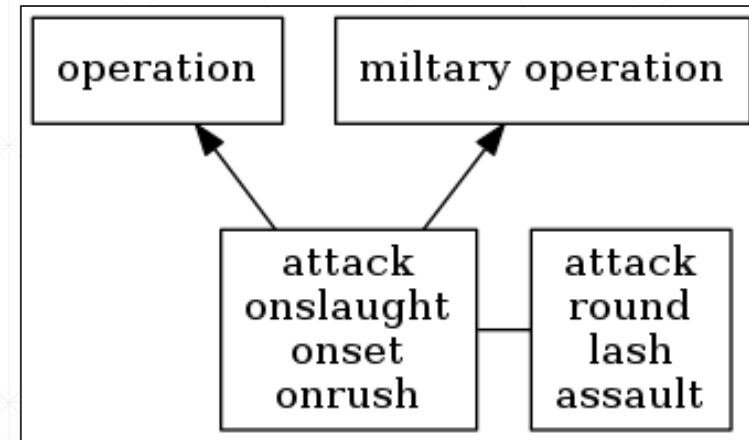 operation
miltary operation
attack
onslaught
onset
onrush
attack
round
lash
assault